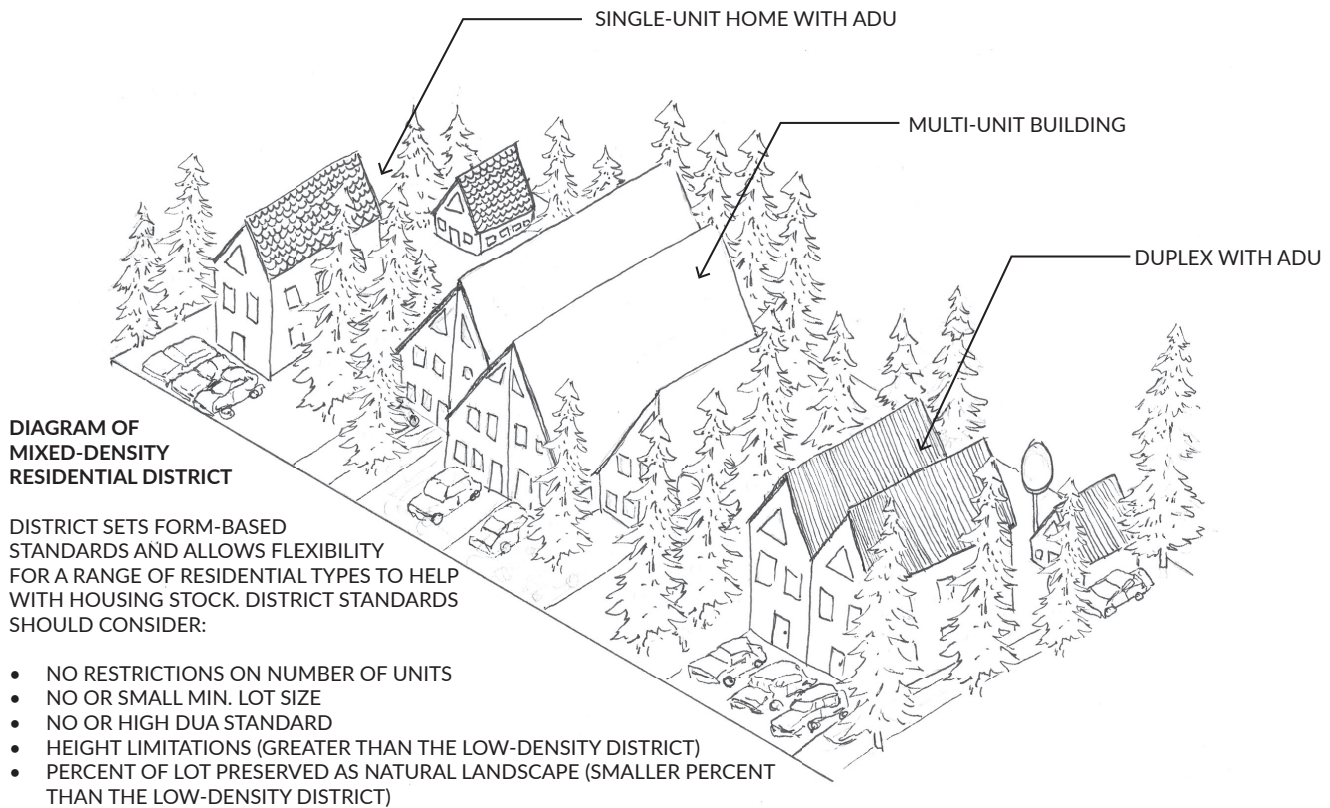 SINGLE-UNIT HOME WITH ADU
MULTI-UNIT BUILDING
DUPLEX WITH ADU
DIAGRAM OF
MIXED-DENSITY
RESIDENTIAL DISTRICT
DISTRICT SETS FORM-BASED
STANDARDS AND ALLOWS FLEXIBILITY
FOR A RANGE OF RESIDENTIAL TYPES TO HELP
WITH HOUSING STOCK. DISTRICT STANDARDS
SHOULD CONSIDER:
• NO RESTRICTIONS ON NUMBER OF UNITS
• NO OR SMALL MIN. LOT SIZE
• NO OR HIGH DUA STANDARD
• HEIGHT LIMITATIONS (GREATER THAN THE LOW-DENSITY DISTRICT)
• PERCENT OF LOT PRESERVED AS NATURAL LANDSCAPE (SMALLER PERCENT
THAN THE LOW-DENSITY DISTRICT)